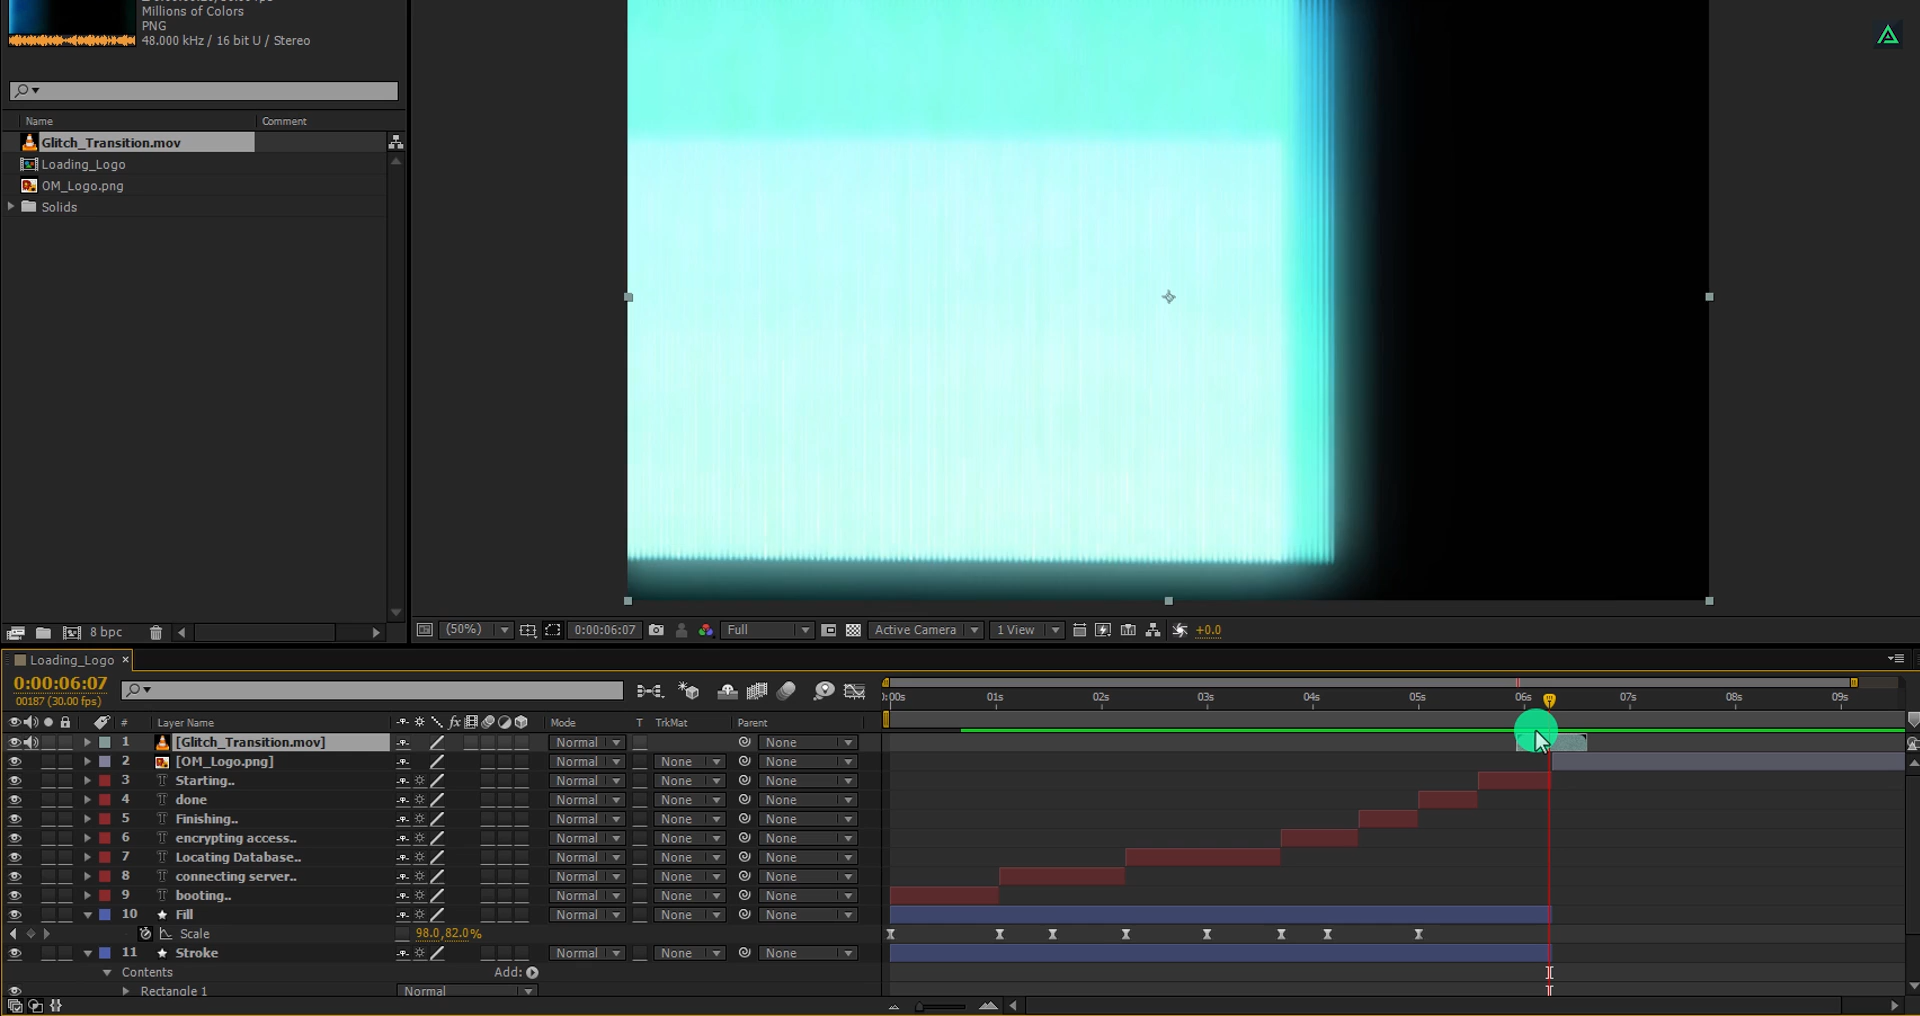 Millions of Colors
PNG
48.000 kHz / 16 bit U / Stereo
Name Comment
Glitch_Transition.mov
Loading_Logo
OM_Logo.png
Solids
8 bpc
(50%) 0:00:06:07 Full Active Camera 1 View +0.0
Loading_Logo ×
0:00:06:07
00187 (30.00 fps)
:00s 01s 02s 03s 04s 05s 06s 07s 08s 09s
# Layer Name fx Mode T TrkMat Parent
1 [Glitch_Transition.mov] Normal None
2 [OM_Logo.png] Normal None None
3 Starting.. Normal None None
4 done Normal None None
5 Finishing.. Normal None None
6 encrypting access.. Normal None None
7 Locating Database.. Normal None None
8 connecting server.. Normal None None
9 booting.. Normal None None
10 Fill Normal None None
Scale 98.0,82.0%
11 Stroke Normal None None
Contents Add:
Rectangle 1 Normal